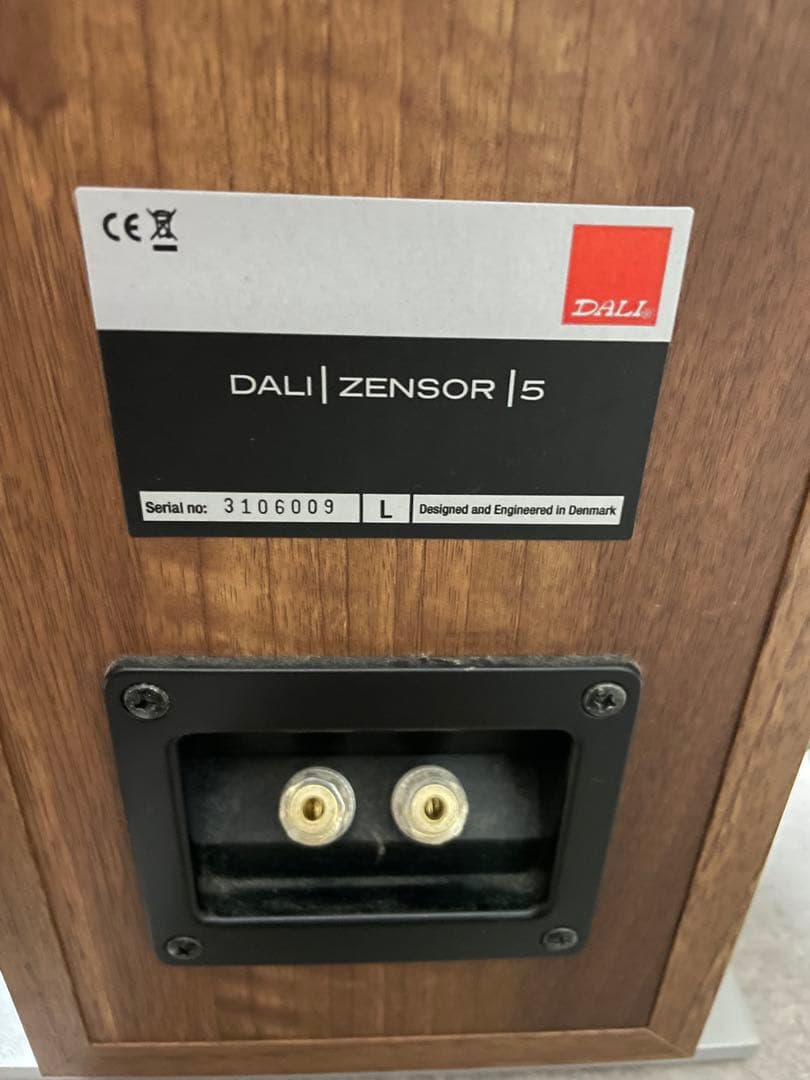 CE
DALI®
DALI | ZENSOR | 5
Serial no: 3106009 L Designed and Engineered in Denmark